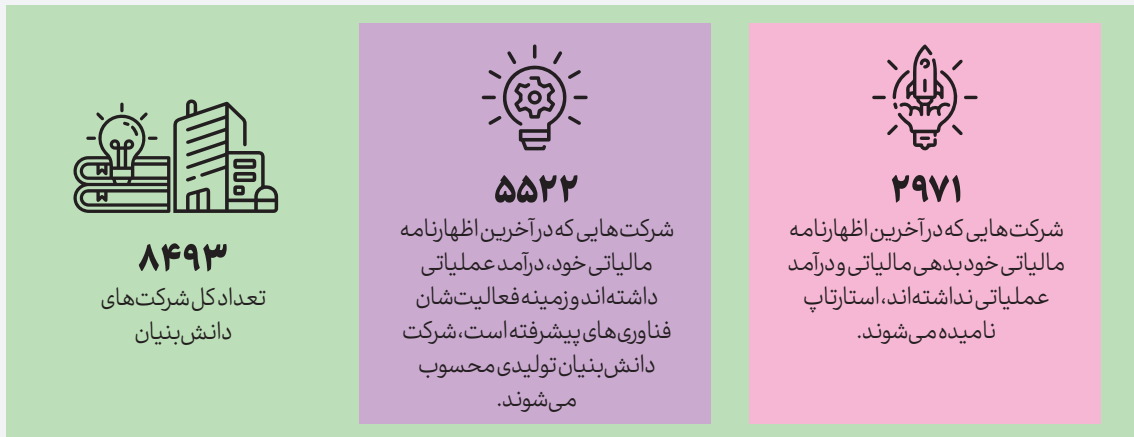 ۲۹۷۱
شرکت‌هایی که در آخرین اظهارنامه
مالیاتی خود بدهی مالیاتی و درآمد
عملیاتی نداشته‌اند، استارتاپ
نامیده می‌شوند.
۵۵۲۲
شرکت‌هایی که در آخرین اظهارنامه
مالیاتی خود، درآمد عملیاتی
داشته‌اند و زمینه فعالیت‌شان
فناوری‌های پیشرفته است، شرکت
دانش‌بنیان تولیدی محسوب
می‌شوند.
۸۴۹۳
تعداد کل شرکت‌های
دانش‌بنیان